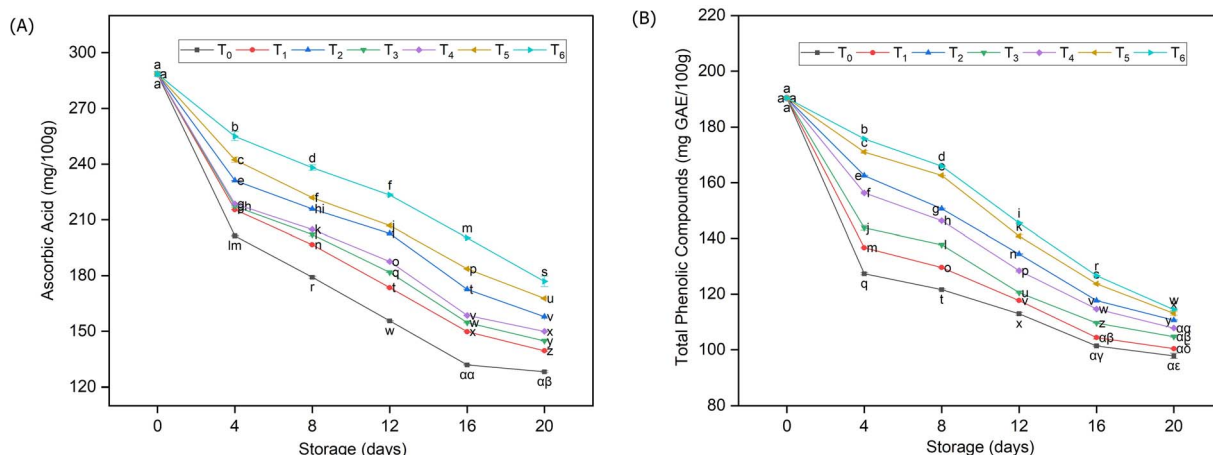 (A)
T0 T1 T2 T3 T4 T5 T6
Ascorbic Acid (mg/100g)
300
270
240
210
180
150
120
0 4 8 12 16 20
Storage (days)
a
a
a
b
c
e
g
h
lm
d
f
hi
k
n
r
f
j
o
q
t
w
m
p
t
v
w
x
αα
s
u
v
x
y
z
αβ
(B)
T0 T1 T2 T3 T4 T5 T6
Total Phenolic Compounds (mg GAE/100g)
220
200
180
160
140
120
100
80
0 4 8 12 16 20
Storage (days)
a
a a
a
b
c
e
f
j
m
q
d
e
g
h
l
o
t
i
k
n
p
u
v
x
r
s
v
w
z
αβ
αγ
w
x
y
αα
αβ
αδ
αε